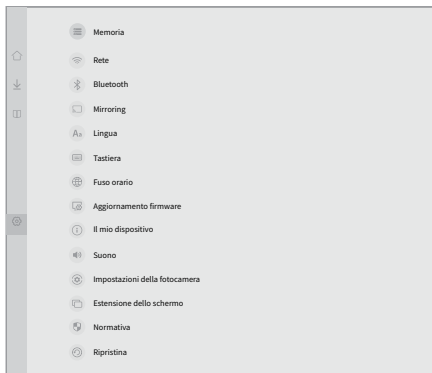 Memoria
Rete
Bluetooth
Mirroring
Lingua
Tastiera
Fuso orario
Aggiornamento firmware
Il mio dispositivo
Suono
Impostazioni della fotocamera
Estensione dello schermo
Normativa
Ripristina